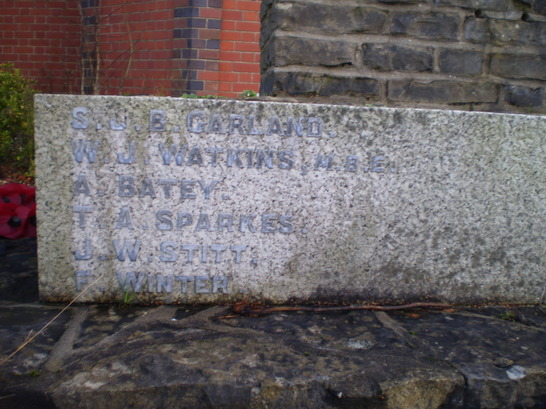 S. J. B. GARLAND.
W. J. WATKINS, M.B.E.
A. BATEY.
T. A. SPARKES.
J. W. STITT.
F. WINTER.